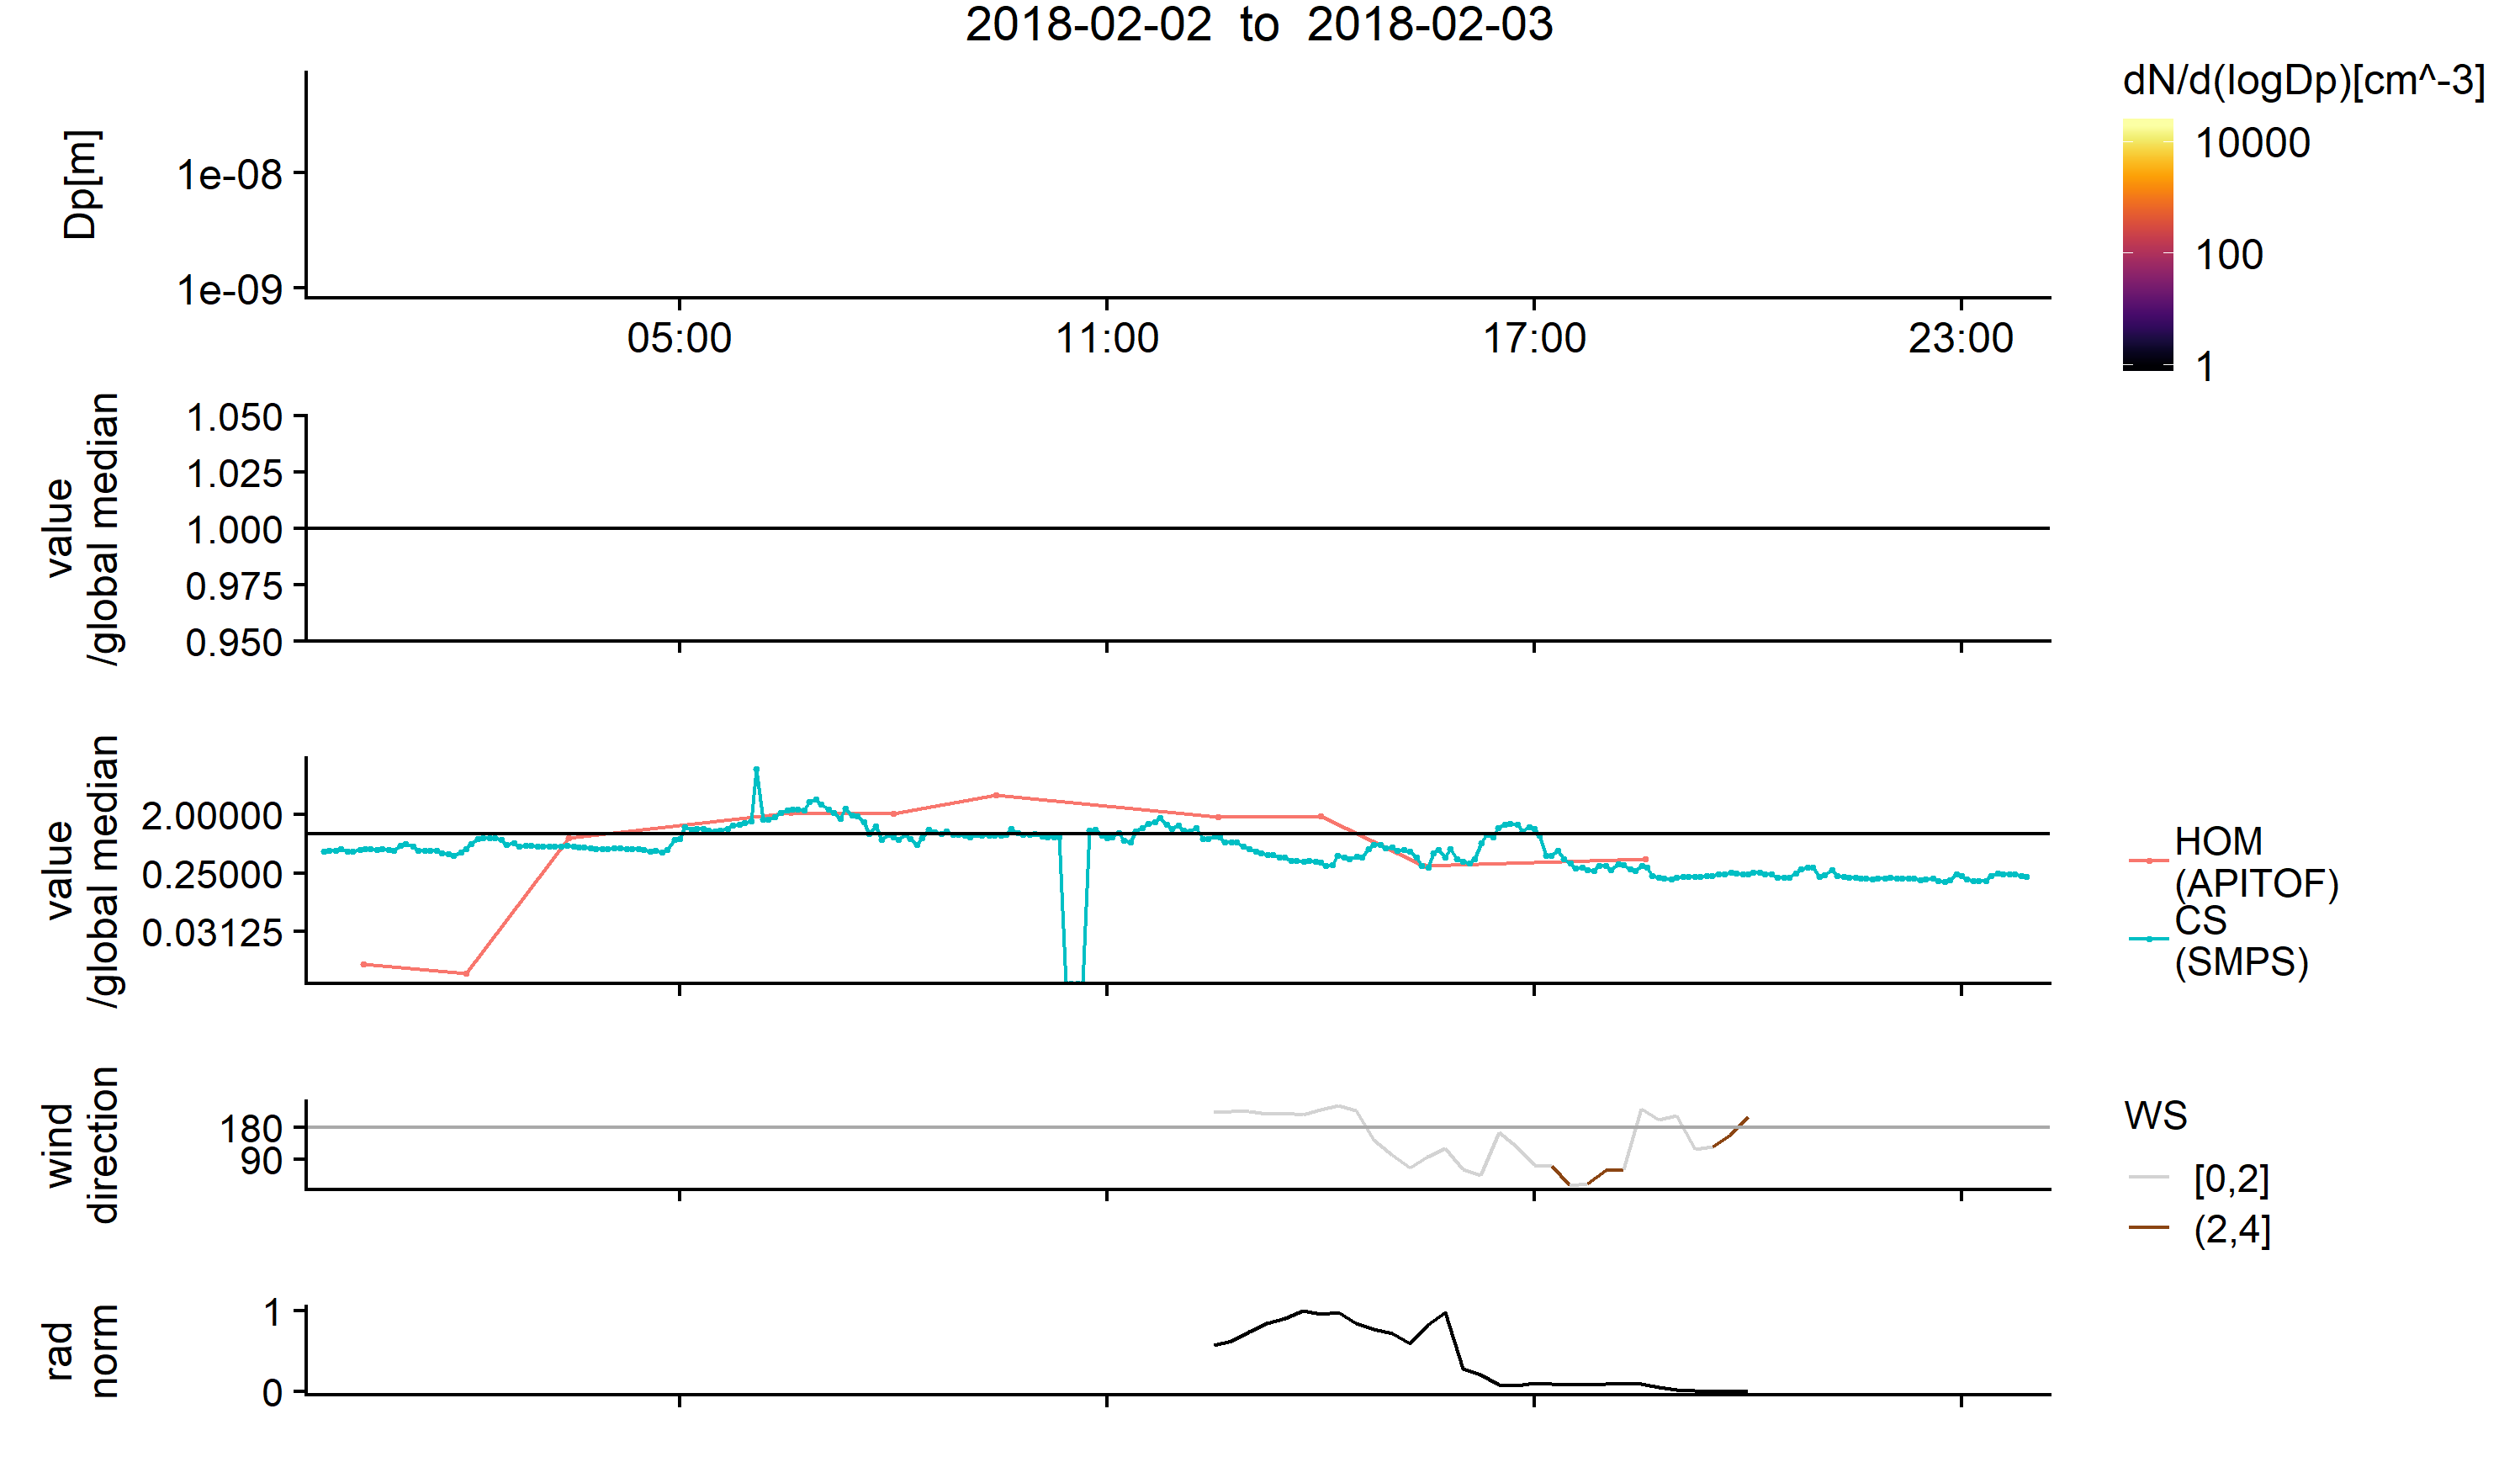 2018-02-02 to 2018-02-03
Dp[m]
1e-08
1e-09
05:00
11:00
17:00
23:00
dN/d(logDp)[cm^-3]
10000
100
1
value
/global median
1.050
1.025
1.000
0.975
0.950
value
/global median
2.00000
0.25000
0.03125
HOM
(APITOF)
CS
(SMPS)
wind
direction
180
90
WS
[0,2]
(2,4]
rad
norm
1
0